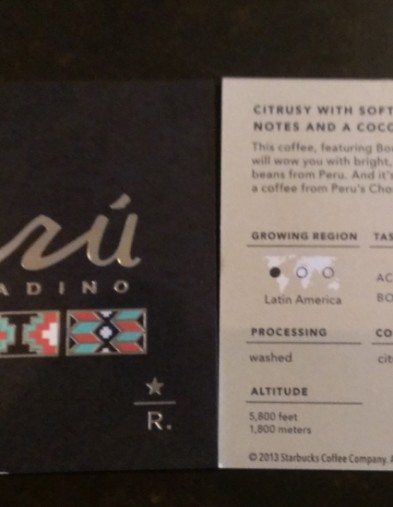 rú
ADINO
R.
CITRUSY WITH SOFT
NOTES AND A COCO
This coffee, featuring Bou
will wow you with bright,
beans from Peru. And it's
a coffee from Peru's Cho
GROWING REGION
Latin America
PROCESSING
washed
ALTITUDE
5,800 feet
1,800 meters
TAS
AC
BO
CO
cit
© 2013 Starbucks Coffee Company. A